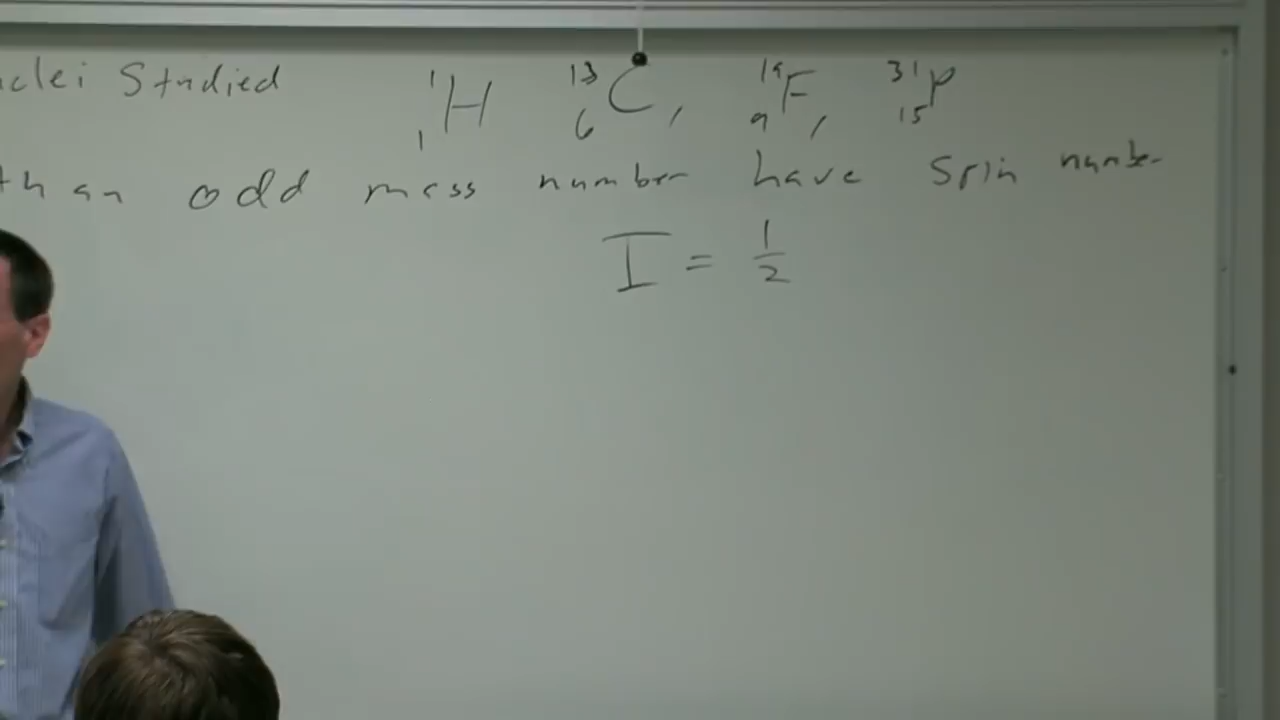 clei Studied ¹₁H ¹³₆C, ¹⁹₉F, ³¹₁₅P
th an odd mass number have Spin number
I = 1/2